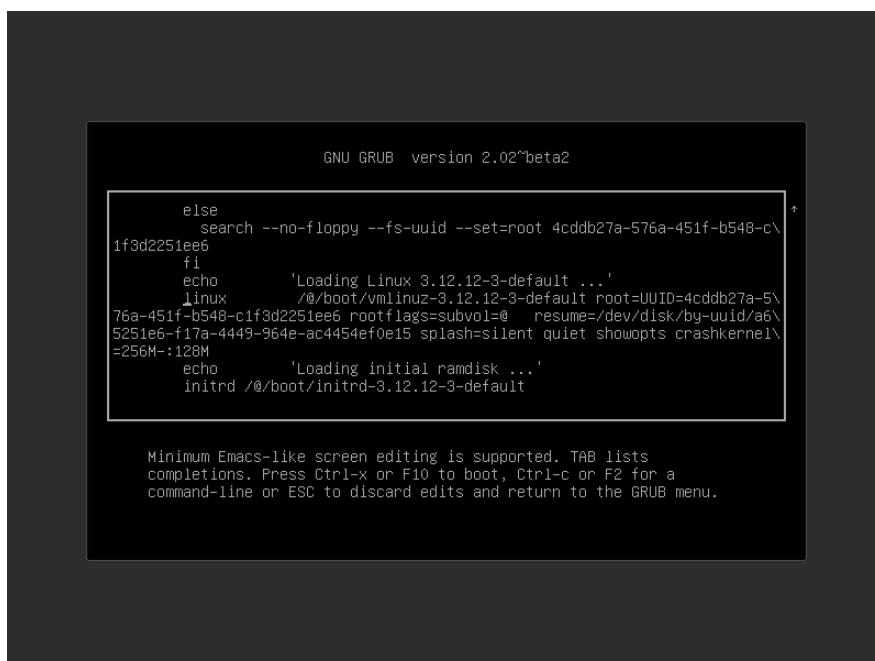 GNU GRUB  version 2.02~beta2
else
search --no-floppy --fs-uuid --set=root 4cddb27a-576a-451f-b548-c\
1f3d2251ee6
fi
echo        'Loading Linux 3.12.12-3-default ...'
linux        /@/boot/vmlinuz-3.12.12-3-default root=UUID=4cddb27a-5\
76a-451f-b548-c1f3d2251ee6 rootflags=subvol=@   resume=/dev/disk/by-uuid/a6\
5251e6-f17a-4449-964e-ac4454ef0e15 splash=silent quiet showopts crashkernel\
=256M-:128M
echo        'Loading initial ramdisk ...'
initrd /@/boot/initrd-3.12.12-3-default
Minimum Emacs-like screen editing is supported. TAB lists
completions. Press Ctrl-x or F10 to boot, Ctrl-c or F2 for a
command-line or ESC to discard edits and return to the GRUB menu.